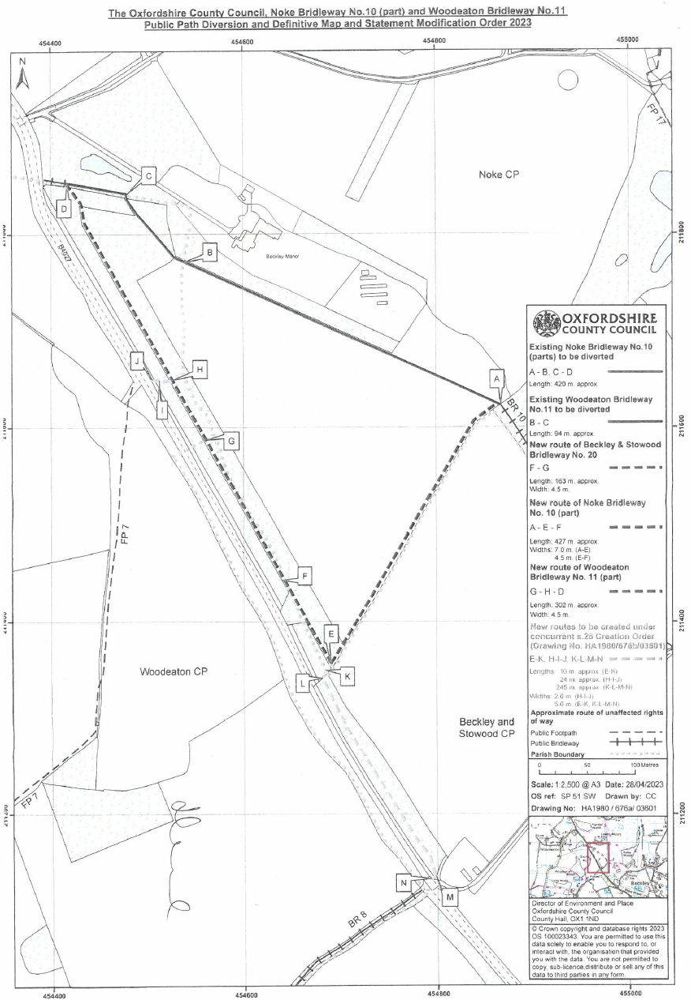 The Oxfordshire County Council, Noke Bridleway No.10 (part) and Woodeaton Bridleway No.11
Public Path Diversion and Definitive Map and Statement Modification Order 2023
454400
454600
454800
455000
N
FP 17
Noke CP
C
D
B
Beckley Manor
B4027
211800
J
H
I
G
A
BR 10
211600
FP 7
F
E
K
L
211400
Woodeaton CP
Beckley and
Stowood CP
FP 7
211200
N
M
BR 8
454400
454600
454800
455000
OXFORDSHIRE
COUNTY COUNCIL
Existing Noke Bridleway No.10
(parts) to be diverted
A - B, C - D
Length: 420 m. approx.
Existing Woodeaton Bridleway
No.11 to be diverted
B - C
Length: 94 m. approx.
New route of Beckley & Stowood
Bridleway No. 20
F - G
Length: 163 m. approx.
Width: 4.5 m.
New route of Noke Bridleway
No. 10 (part)
A - E - F
Length: 427 m. approx.
Widths: 7.0 m. (A-E)
4.5 m. (E-F)
New route of Woodeaton
Bridleway No. 11 (part)
G - H - D
Length: 302 m. approx.
Width: 4.5 m.
New routes to be created under
concurrent s.26 Creation Order
(Drawing No. HA1980/676b/03601)
E-K, H-I-J, K-L-M-N
Lengths: 10 m. approx (E-K)
24 m. approx. (H-I-J)
245 m. approx. (K-L-M-N)
Widths: 2.0 m. (H-I-J)
5.0 m. (E-K, K-L-M-N)
Approximate route of unaffected rights
of way
Public Footpath
Public Bridleway
Parish Boundary
0 50 100 Metres
Scale: 1:2,500 @ A3 Date: 28/04/2023
OS ref: SP 51 SW Drawn by: CC
Drawing No: HA1980 / 676a/ 03601
Beckley
Director of Environment and Place
Oxfordshire County Council
County Hall, OX1 1ND
© Crown copyright and database rights 2023
OS 100023343. You are permitted to use this
data solely to enable you to respond to, or
interact with, the organisation that provided
you with the data. You are not permitted to
copy, sub-licence,distribute or sell any of this
data to third parties in any form.